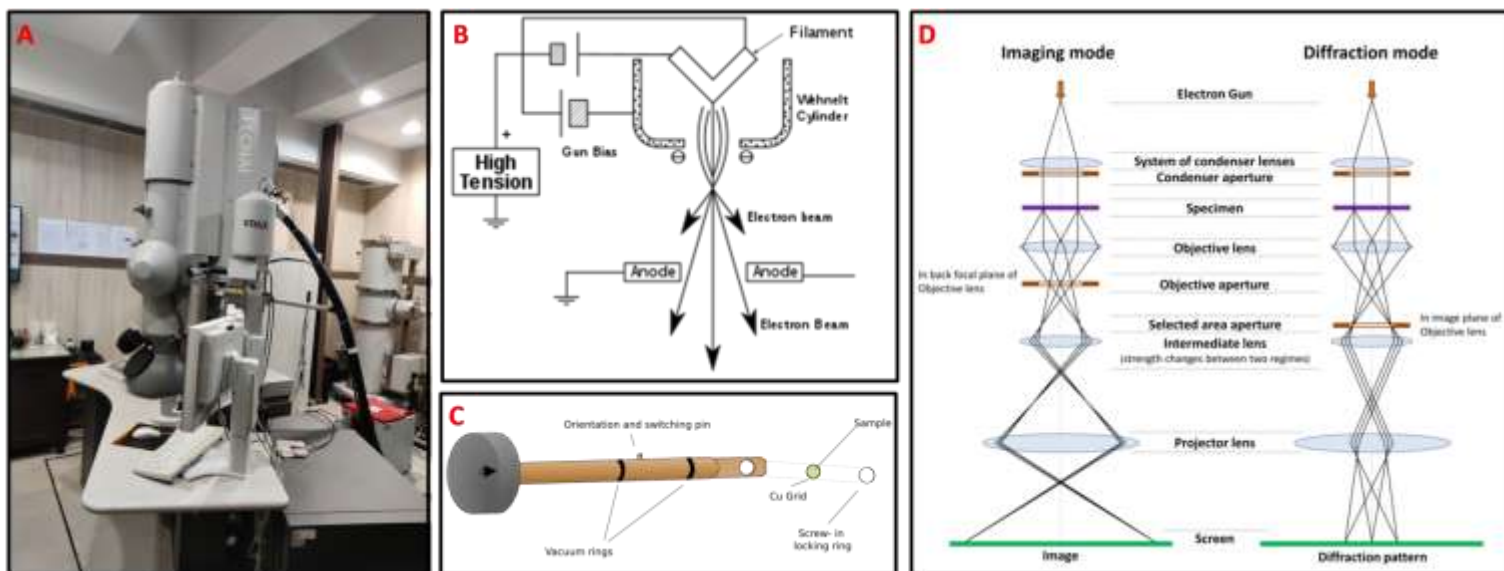 A
B
Filament
Wehnelt
Cylinder
Gun Bias
+
High
Tension
Electron beam
Anode
Anode
Electron Beam
C
Orientation and switching pin
Sample
Cu Grid
Screw- in
locking ring
Vacuum rings
D
Imaging mode
Diffraction mode
Electron Gun
System of condenser lenses
Condenser aperture
Specimen
Objective lens
In back focal plane of
Objective lens
Objective aperture
Selected area aperture
In image plane of
Objective lens
Intermediate lens
(strength changes between two regimes)
Projector lens
Screen
Image
Diffraction pattern